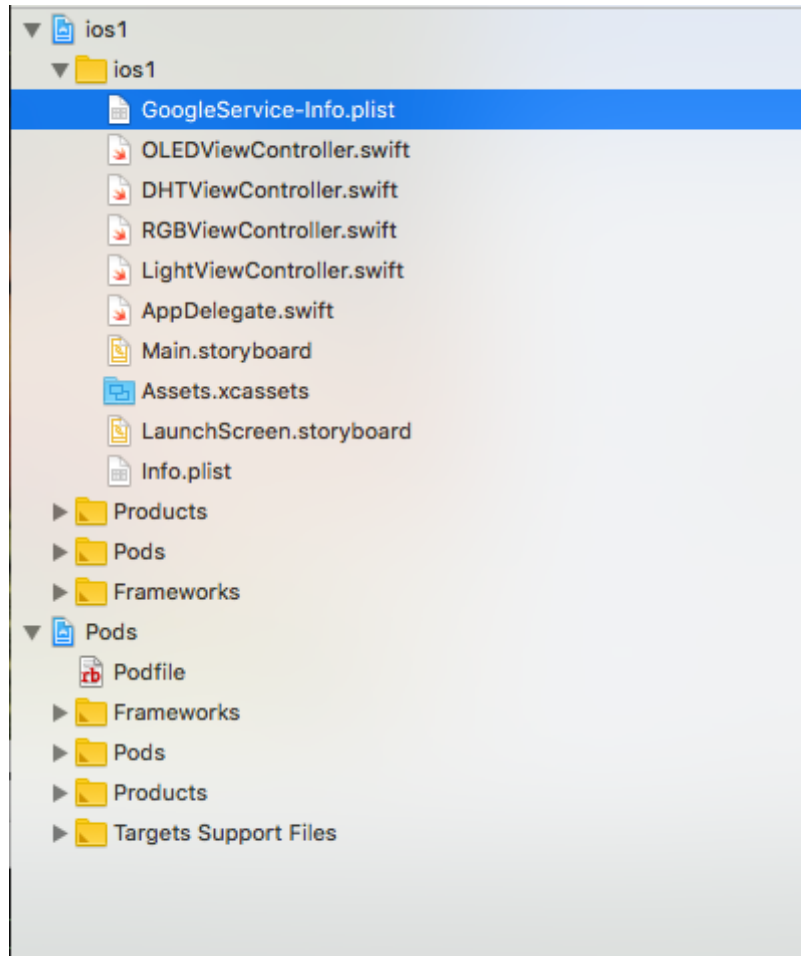 ios1
ios1
GoogleService-Info.plist
OLEDViewController.swift
DHTViewController.swift
RGBViewController.swift
LightViewController.swift
AppDelegate.swift
Main.storyboard
Assets.xcassets
LaunchScreen.storyboard
Info.plist
Products
Pods
Frameworks
Pods
rb Podfile
Frameworks
Pods
Products
Targets Support Files